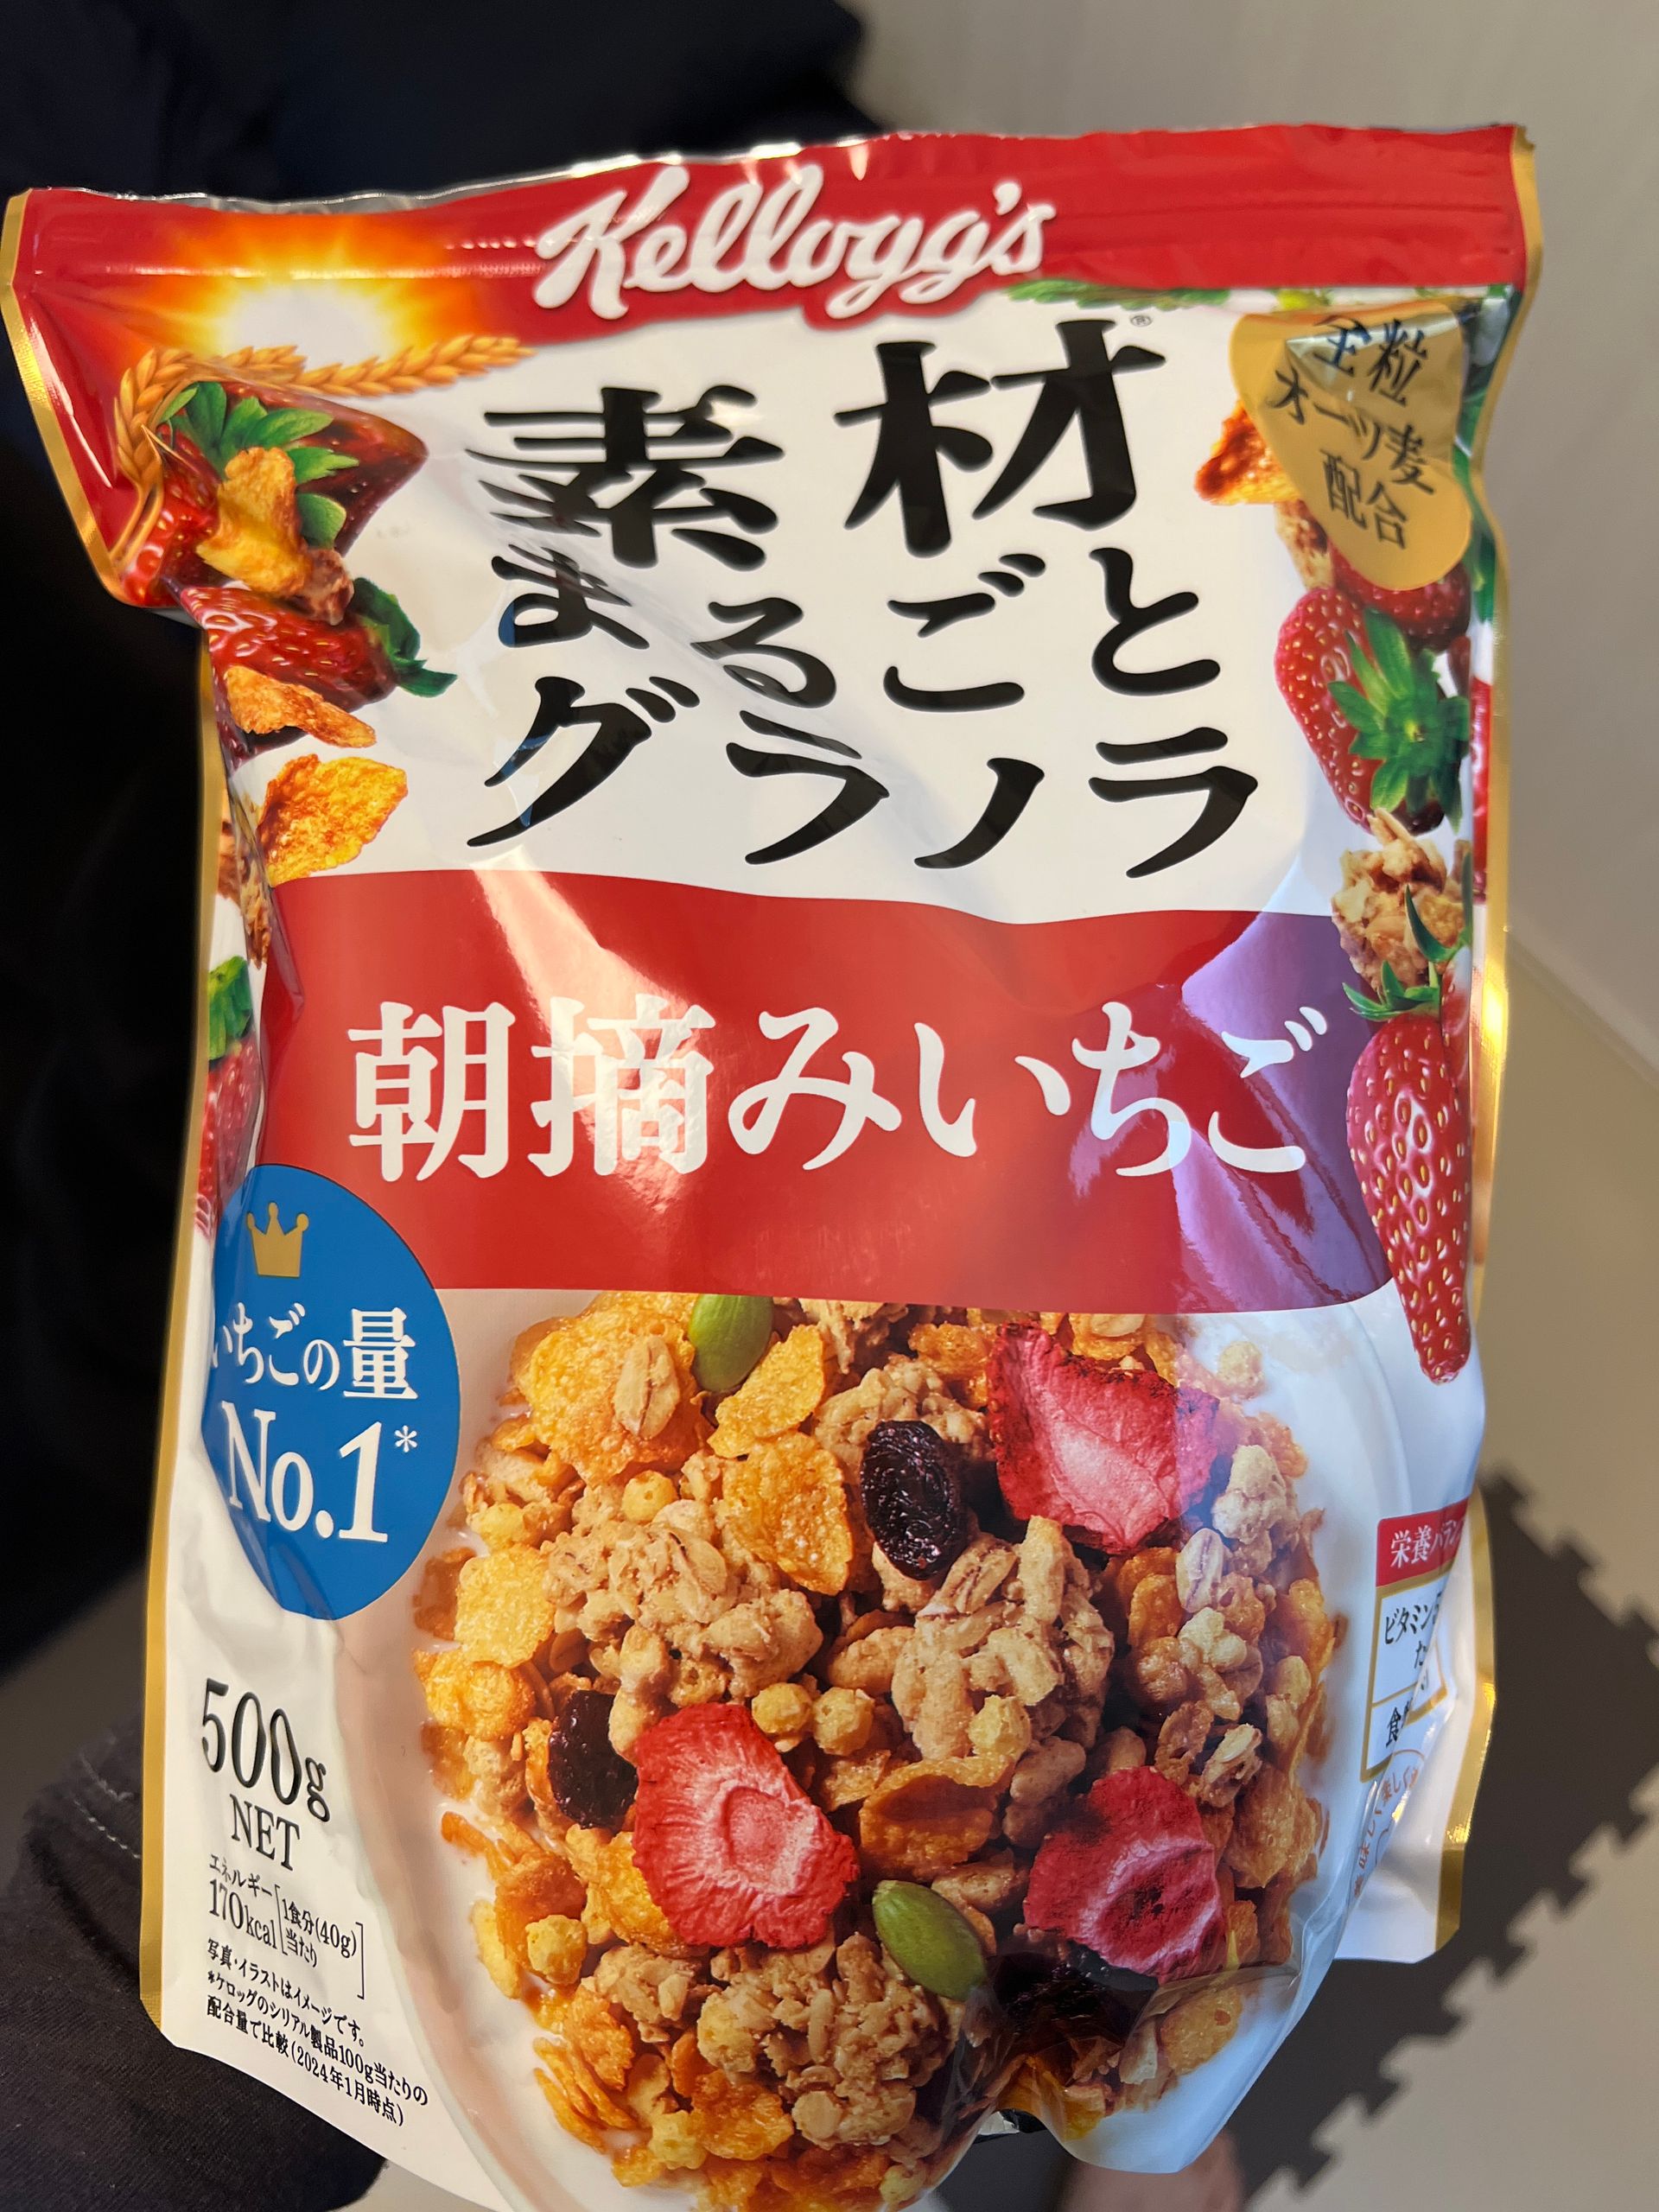 Kellogg's
®
素材
まるごと
グラノラ
全粒
オーツ麦
配合
朝摘みいちご
いちごの量
No.1*
栄養バラン
ビタミン
500g
NET
エネルギー
170kcal
[1食分(40g)
当たり]
写真・イラストはイメージです。
*ケロッグのシリアル製品100g当たりの
配合量で比較(2024年1月時点)